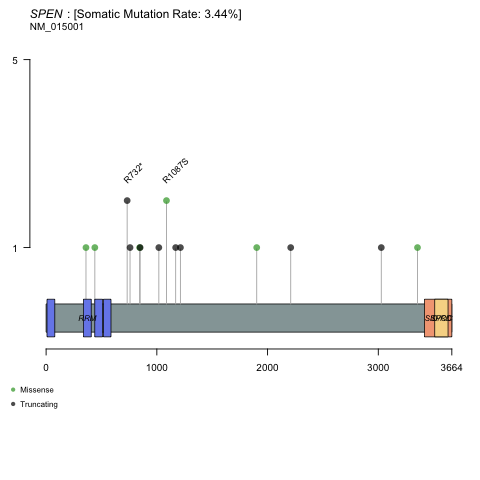 SPEN : [Somatic Mutation Rate: 3.44%]
NM_015001
5
R732*
R1087S
1
RRM
0
1000
2000
3000
3664
Missense
Truncating